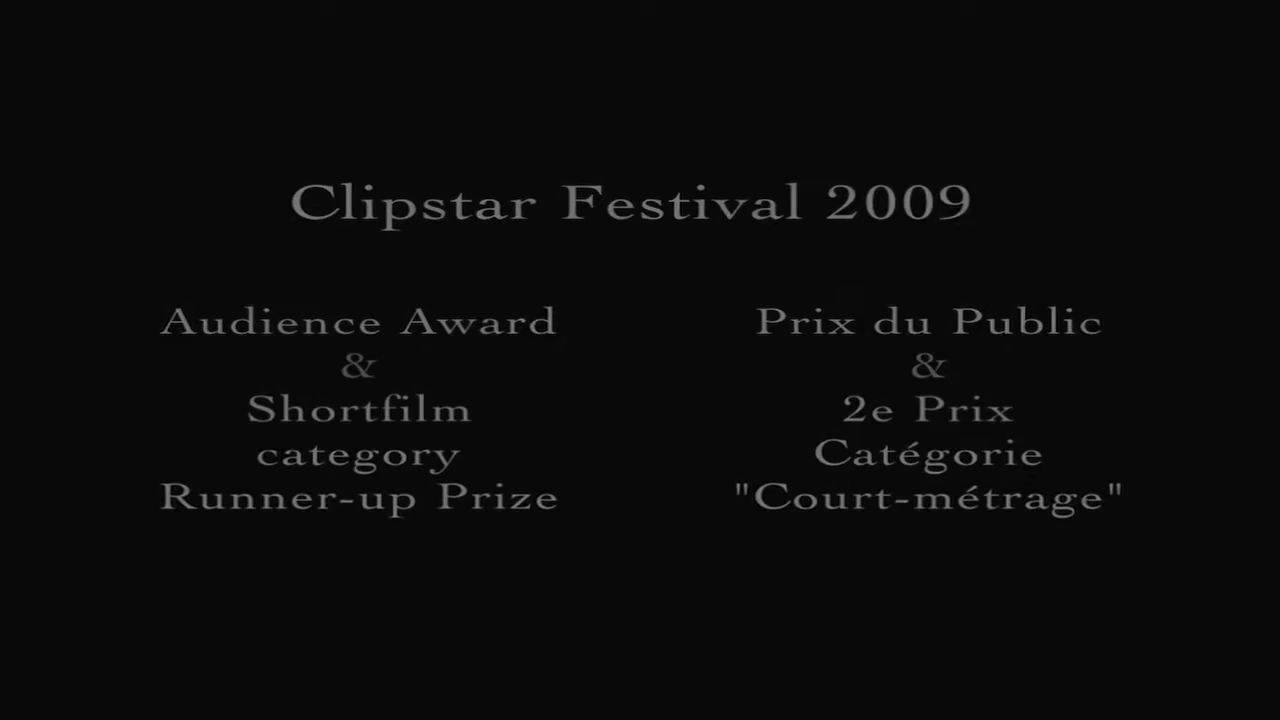 Clipstar Festival 2009
Audience Award
&
Shortfilm
category
Runner-up Prize
Prix du Public
&
2e Prix
Catégorie
"Court-métrage"